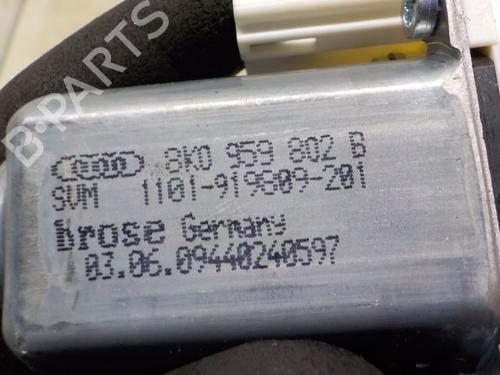 8K0 959 802 B
SVM 1101-919809-201
Brose Germany
03.06.09440240597
B-PARTS